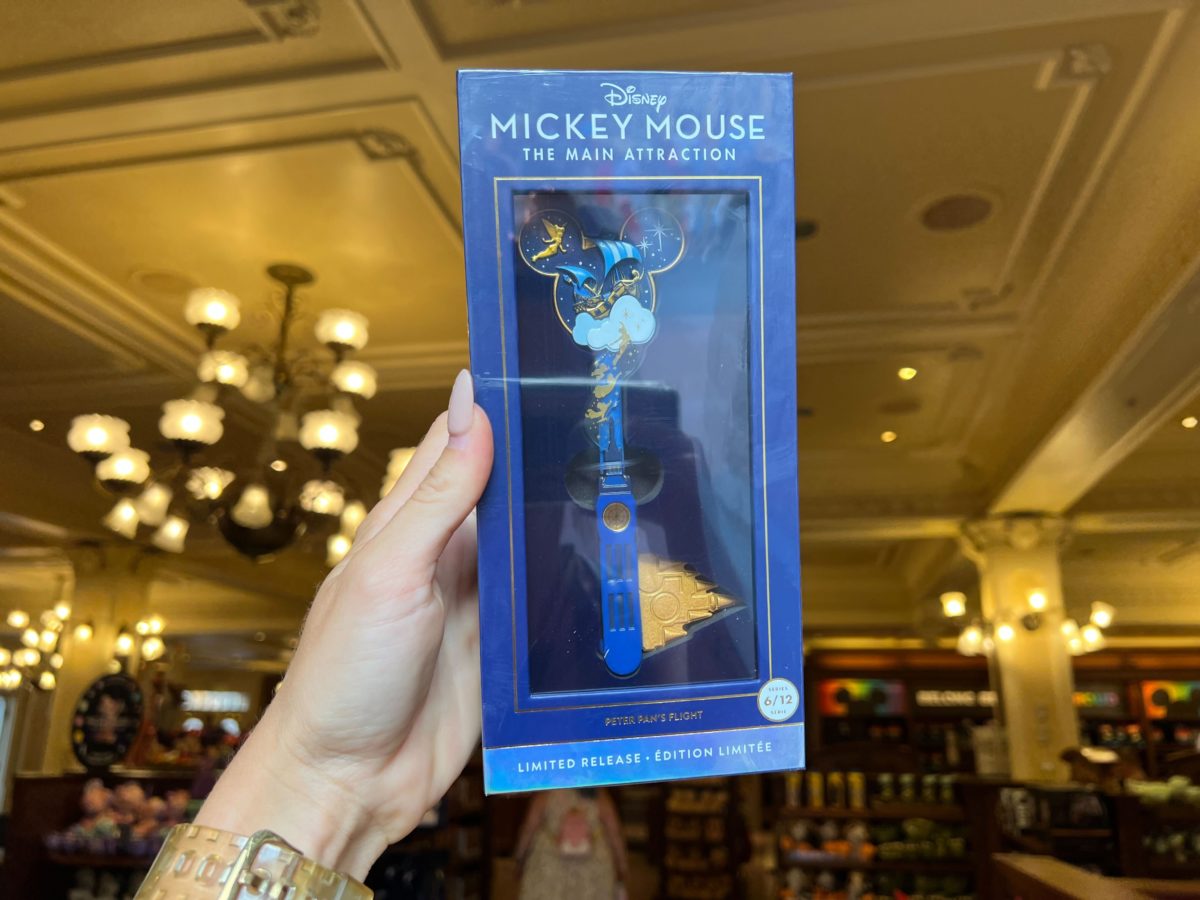 Disney
MICKEY MOUSE
THE MAIN ATTRACTION
SERIES
6/12
SÉRIE
PETER PAN'S FLIGHT
LIMITED RELEASE • ÉDITION LIMITÉE